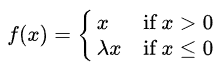 f(x) = { x if x > 0
λx if x ≤ 0